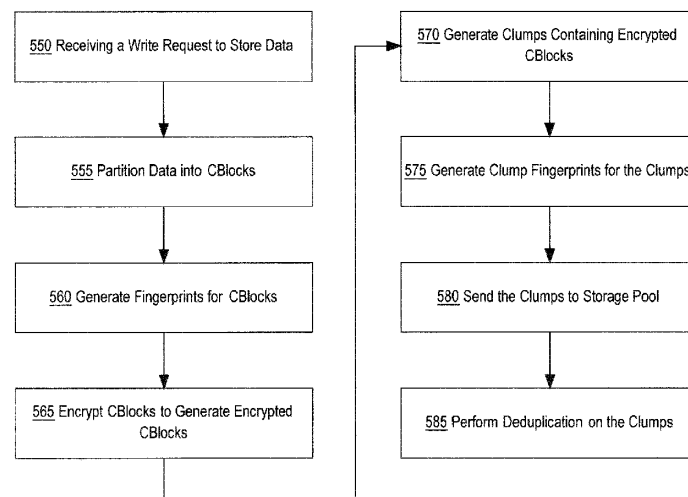 550 Receiving a Write Request to Store Data
555 Partition Data into CBlocks
560 Generate Fingerprints for CBlocks
565 Encrypt CBlocks to Generate Encrypted
CBlocks
570 Generate Clumps Containing Encrypted
CBlocks
575 Generate Clump Fingerprints for the Clumps
580 Send the Clumps to Storage Pool
585 Perform Deduplication on the Clumps